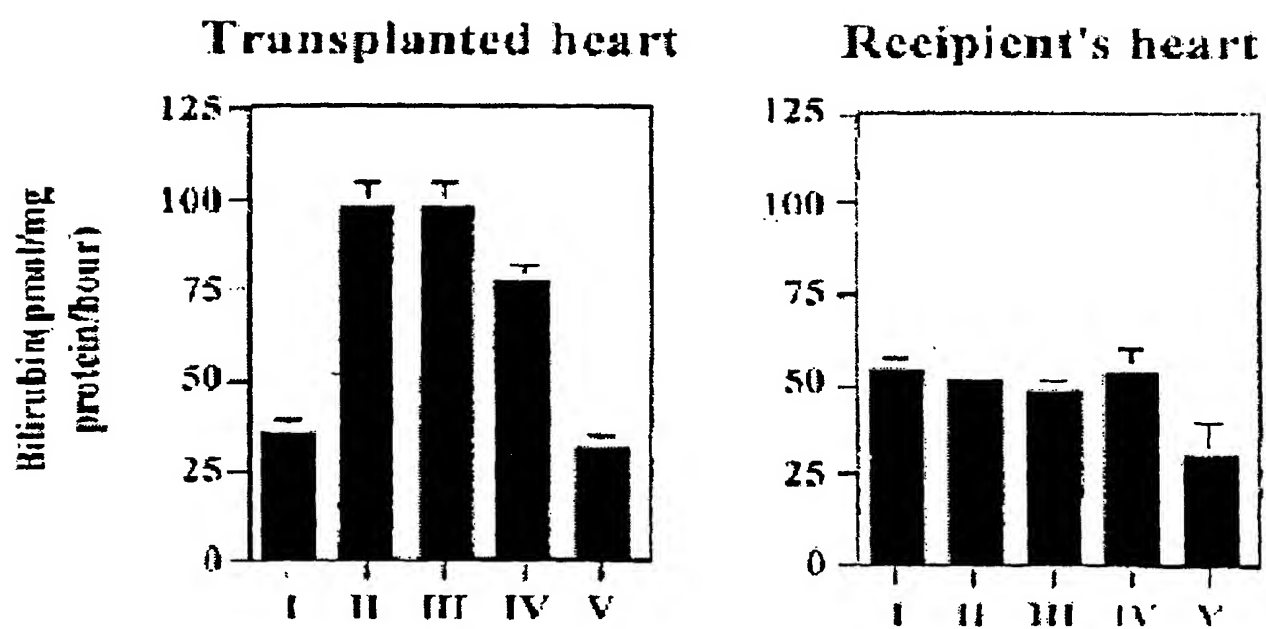 Transplanted heart
Recipient's heart
Bilirubin(pmol/mg
protein/hour)
125
100
75
50
25
0
I II III IV V
125
100
75
50
25
0
I II III IV V